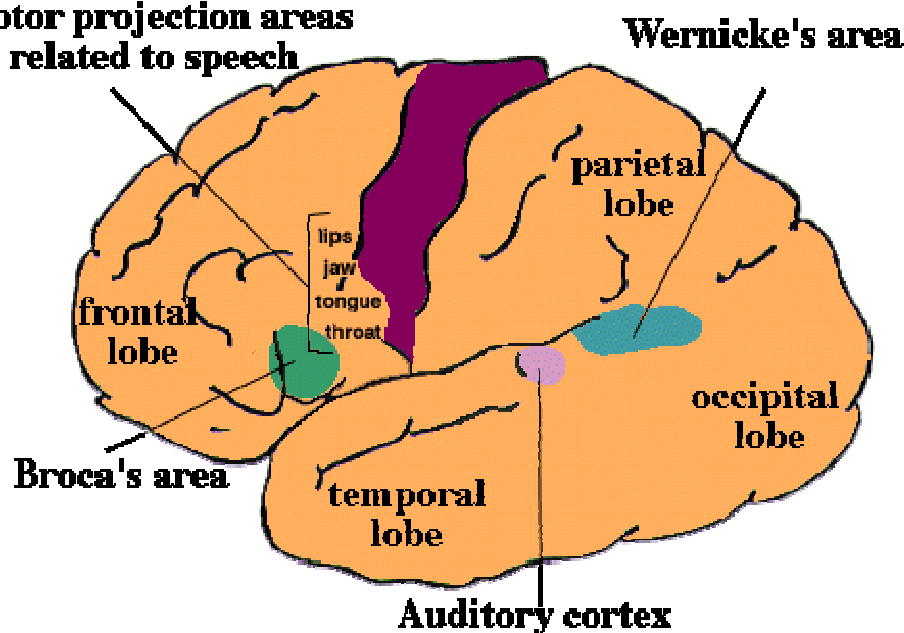 otor projection areas
related to speech
Wernicke's area
parietal
lobe
lips
jaw
tongue
throat
frontal
lobe
occipital
lobe
Broca's area
temporal
lobe
Auditory cortex